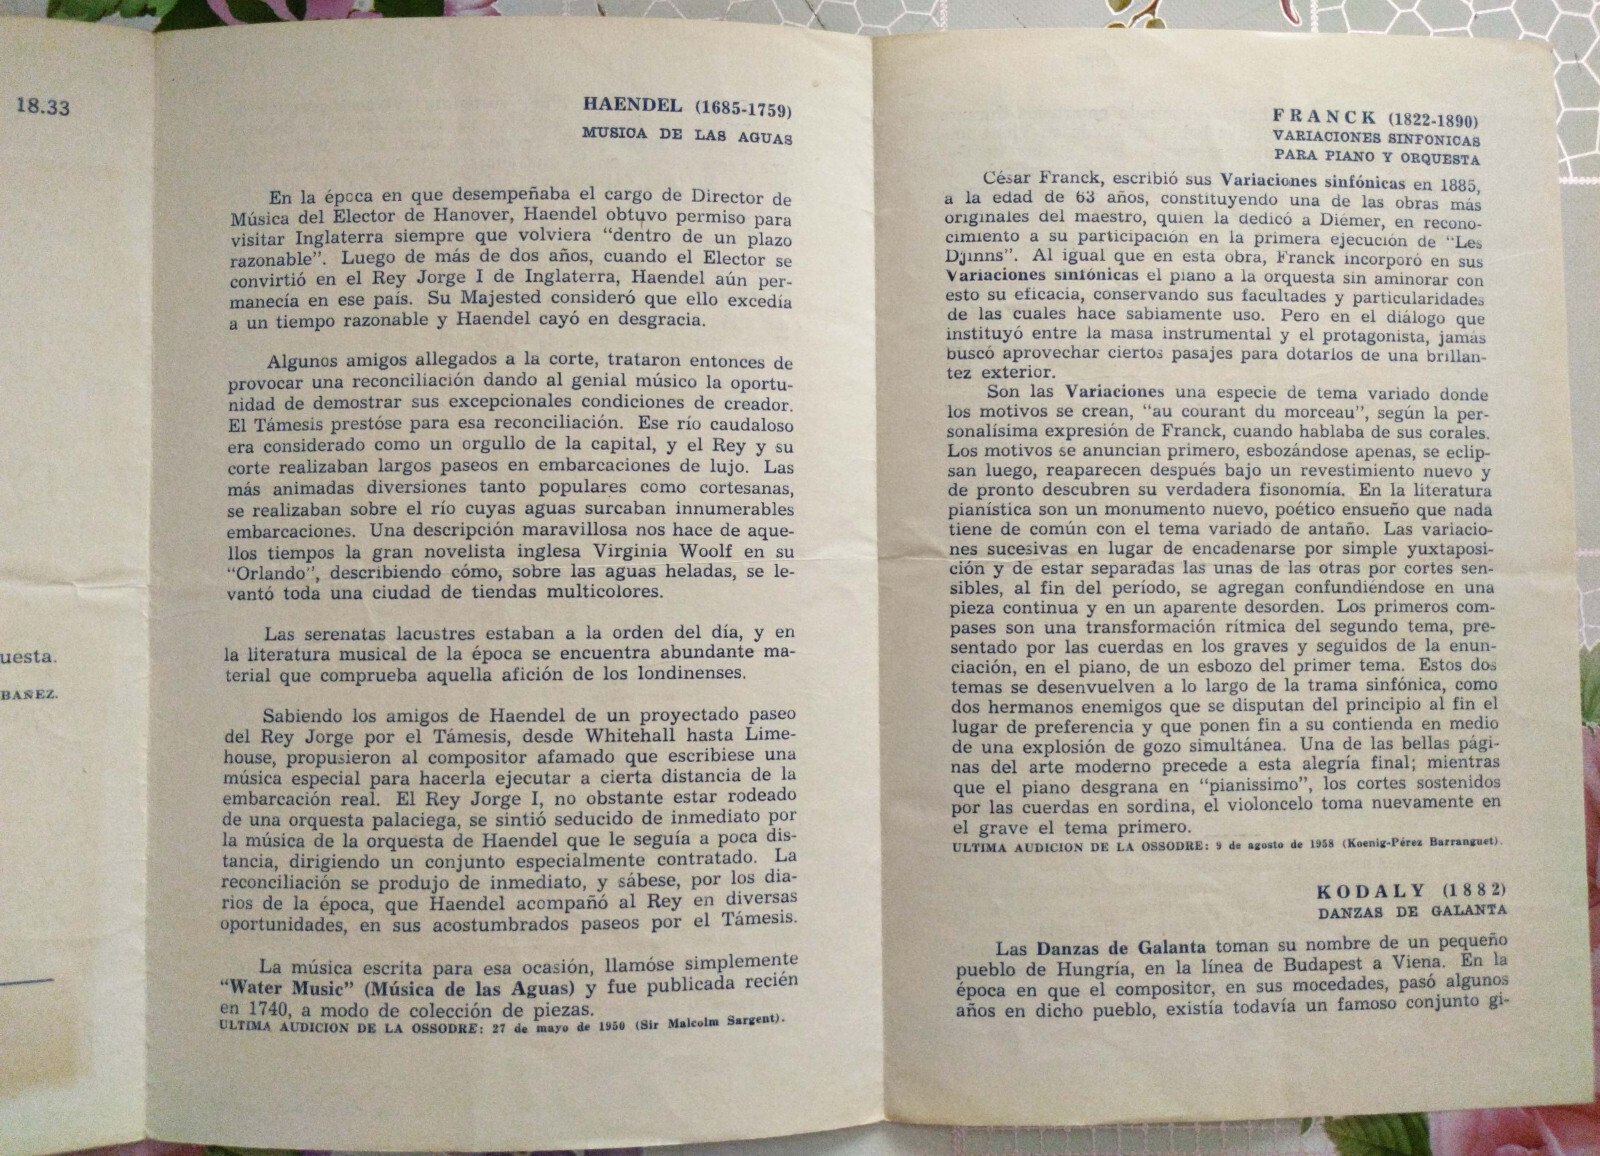 18.33
uesta.
BAÑEZ.
HAENDEL (1685-1759)
MUSICA DE LAS AGUAS
En la época en que desempeñaba el cargo de Director de
Música del Elector de Hanover, Haendel obtuvo permiso para
visitar Inglaterra siempre que volviera "dentro de un plazo
razonable". Luego de más de dos años, cuando el Elector se
convirtió en el Rey Jorge I de Inglaterra, Haendel aún per-
manecía en ese país. Su Majested consideró que ello excedía
a un tiempo razonable y Haendel cayó en desgracia.
Algunos amigos allegados a la corte, trataron entonces de
provocar una reconciliación dando al genial músico la oportu-
nidad de demostrar sus excepcionales condiciones de creador.
El Támesis prestóse para esa reconciliación. Ese río caudaloso
era considerado como un orgullo de la capital, y el Rey y su
corte realizaban largos paseos en embarcaciones de lujo. Las
más animadas diversiones tanto populares como cortesanas,
se realizaban sobre el río cuyas aguas surcaban innumerables
embarcaciones. Una descripción maravillosa nos hace de aque-
llos tiempos la gran novelista inglesa Virginia Woolf en su
"Orlando", describiendo cómo, sobre las aguas heladas, se le-
vantó toda una ciudad de tiendas multicolores.
Las serenatas lacustres estaban a la orden del día, y en
la literatura musical de la época se encuentra abundante ma-
terial que comprueba aquella afición de los londinenses.
Sabiendo los amigos de Haendel de un proyectado paseo
del Rey Jorge por el Támesis, desde Whitehall hasta Lime-
house, propusieron al compositor afamado que escribiese una
música especial para hacerla ejecutar a cierta distancia de la
embarcación real. El Rey Jorge I, no obstante estar rodeado
de una orquesta palaciega, se sintió seducido de inmediato por
la música de la orquesta de Haendel que le seguía a poca dis-
tancia, dirigiendo un conjunto especialmente contratado. La
reconciliación se produjo de inmediato, y sábese, por los dia-
rios de la época, que Haendel acompañó al Rey en diversas
oportunidades, en sus acostumbrados paseos por el Támesis.
La música escrita para esa ocasión, llamóse simplemente
"Water Music" (Música de las Aguas) y fue publicada recién
en 1740, a modo de colección de piezas.
ULTIMA AUDICION DE LA OSSODRE: 27 de mayo de 1950 (Sir Malcolm Sargent).
FRANCK (1822-1890)
VARIACIONES SINFONICAS
PARA PIANO Y ORQUESTA
César Franck, escribió sus Variaciones sinfónicas en 1885,
a la edad de 63 años, constituyendo una de las obras más
originales del maestro, quien la dedicó a Diémer, en recono-
cimiento a su participación en la primera ejecución de "Les
Djinns". Al igual que en esta obra, Franck incorporó en sus
Variaciones sinfónicas el piano a la orquesta sin aminorar con
esto su eficacia, conservando sus facultades y particularidades
de las cuales hace sabiamente uso. Pero en el diálogo que
instituyó entre la masa instrumental y el protagonista, jamás
buscó aprovechar ciertos pasajes para dotarlos de una brillan-
tez exterior.
Son las Variaciones una especie de tema variado donde
los motivos se crean, "au courant du morceau", según la per-
sonalísima expresión de Franck, cuando hablaba de sus corales.
Los motivos se anuncian primero, esbozándose apenas, se eclip-
san luego, reaparecen después bajo un revestimiento nuevo y
de pronto descubren su verdadera fisonomía. En la literatura
pianística son un monumento nuevo, poético ensueño que nada
tiene de común con el tema variado de antaño. Las variacio-
nes sucesivas en lugar de encadenarse por simple yuxtaposi-
ción y de estar separadas las unas de las otras por cortes sen-
sibles, al fin del período, se agregan confundiéndose en una
pieza continua y en un aparente desorden. Los primeros com-
pases son una transformación rítmica del segundo tema, pre-
sentado por las cuerdas en los graves y seguidos de la enun-
ciación, en el piano, de un esbozo del primer tema. Estos dos
temas se desenvuelven a lo largo de la trama sinfónica, como
dos hermanos enemigos que se disputan del principio al fin el
lugar de preferencia y que ponen fin a su contienda en medio
de una explosión de gozo simultánea. Una de las bellas pági-
nas del arte moderno precede a esta alegría final; mientras
que el piano desgrana en "pianissimo", los cortes sostenidos
por las cuerdas en sordina, el violoncelo toma nuevamente en
el grave el tema primero.
ULTIMA AUDICION DE LA OSSODRE: 9 de agosto de 1958 (Koenig-Pérez Barranguet).
KODALY (1882)
DANZAS DE GALANTA
Las Danzas de Galanta toman su nombre de un pequeño
pueblo de Hungría, en la línea de Budapest a Viena. En la
época en que el compositor, en sus mocedades, pasó algunos
años en dicho pueblo, existía todavía un famoso conjunto gi-